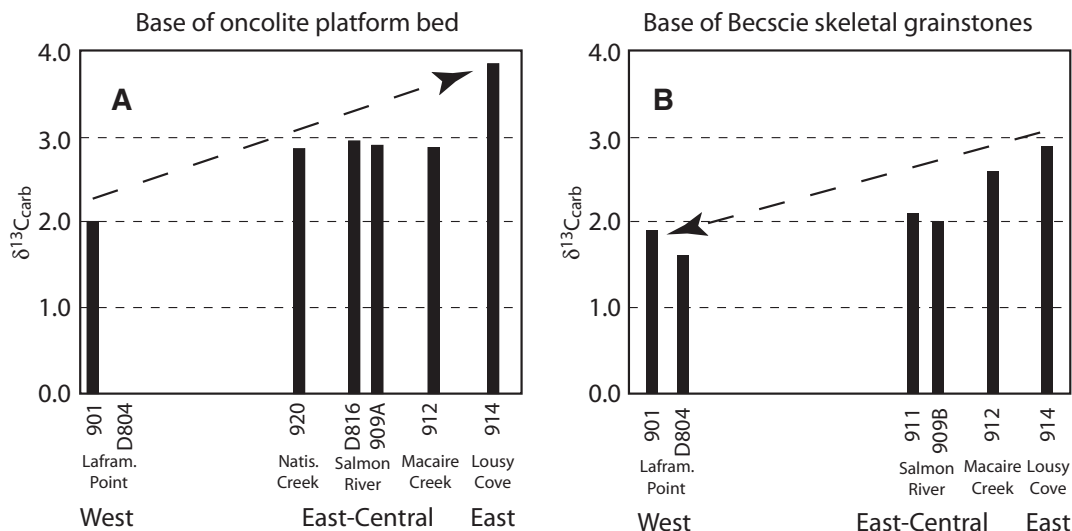 Base of oncolite platform bed
4.0
3.0
2.0
1.0
0.0
δ13Ccarb
A
901
D804
920
D816
909A
912
914
Lafram.
Point
Natis.
Creek
Salmon
River
Macaire
Creek
Lousy
Cove
West
East-Central
East
Base of Becscie skeletal grainstones
4.0
3.0
2.0
1.0
0.0
δ13Ccarb
B
901
D804
911
909B
912
914
Lafram.
Point
Salmon
River
Macaire
Creek
Lousy
Cove
West
East-Central
East